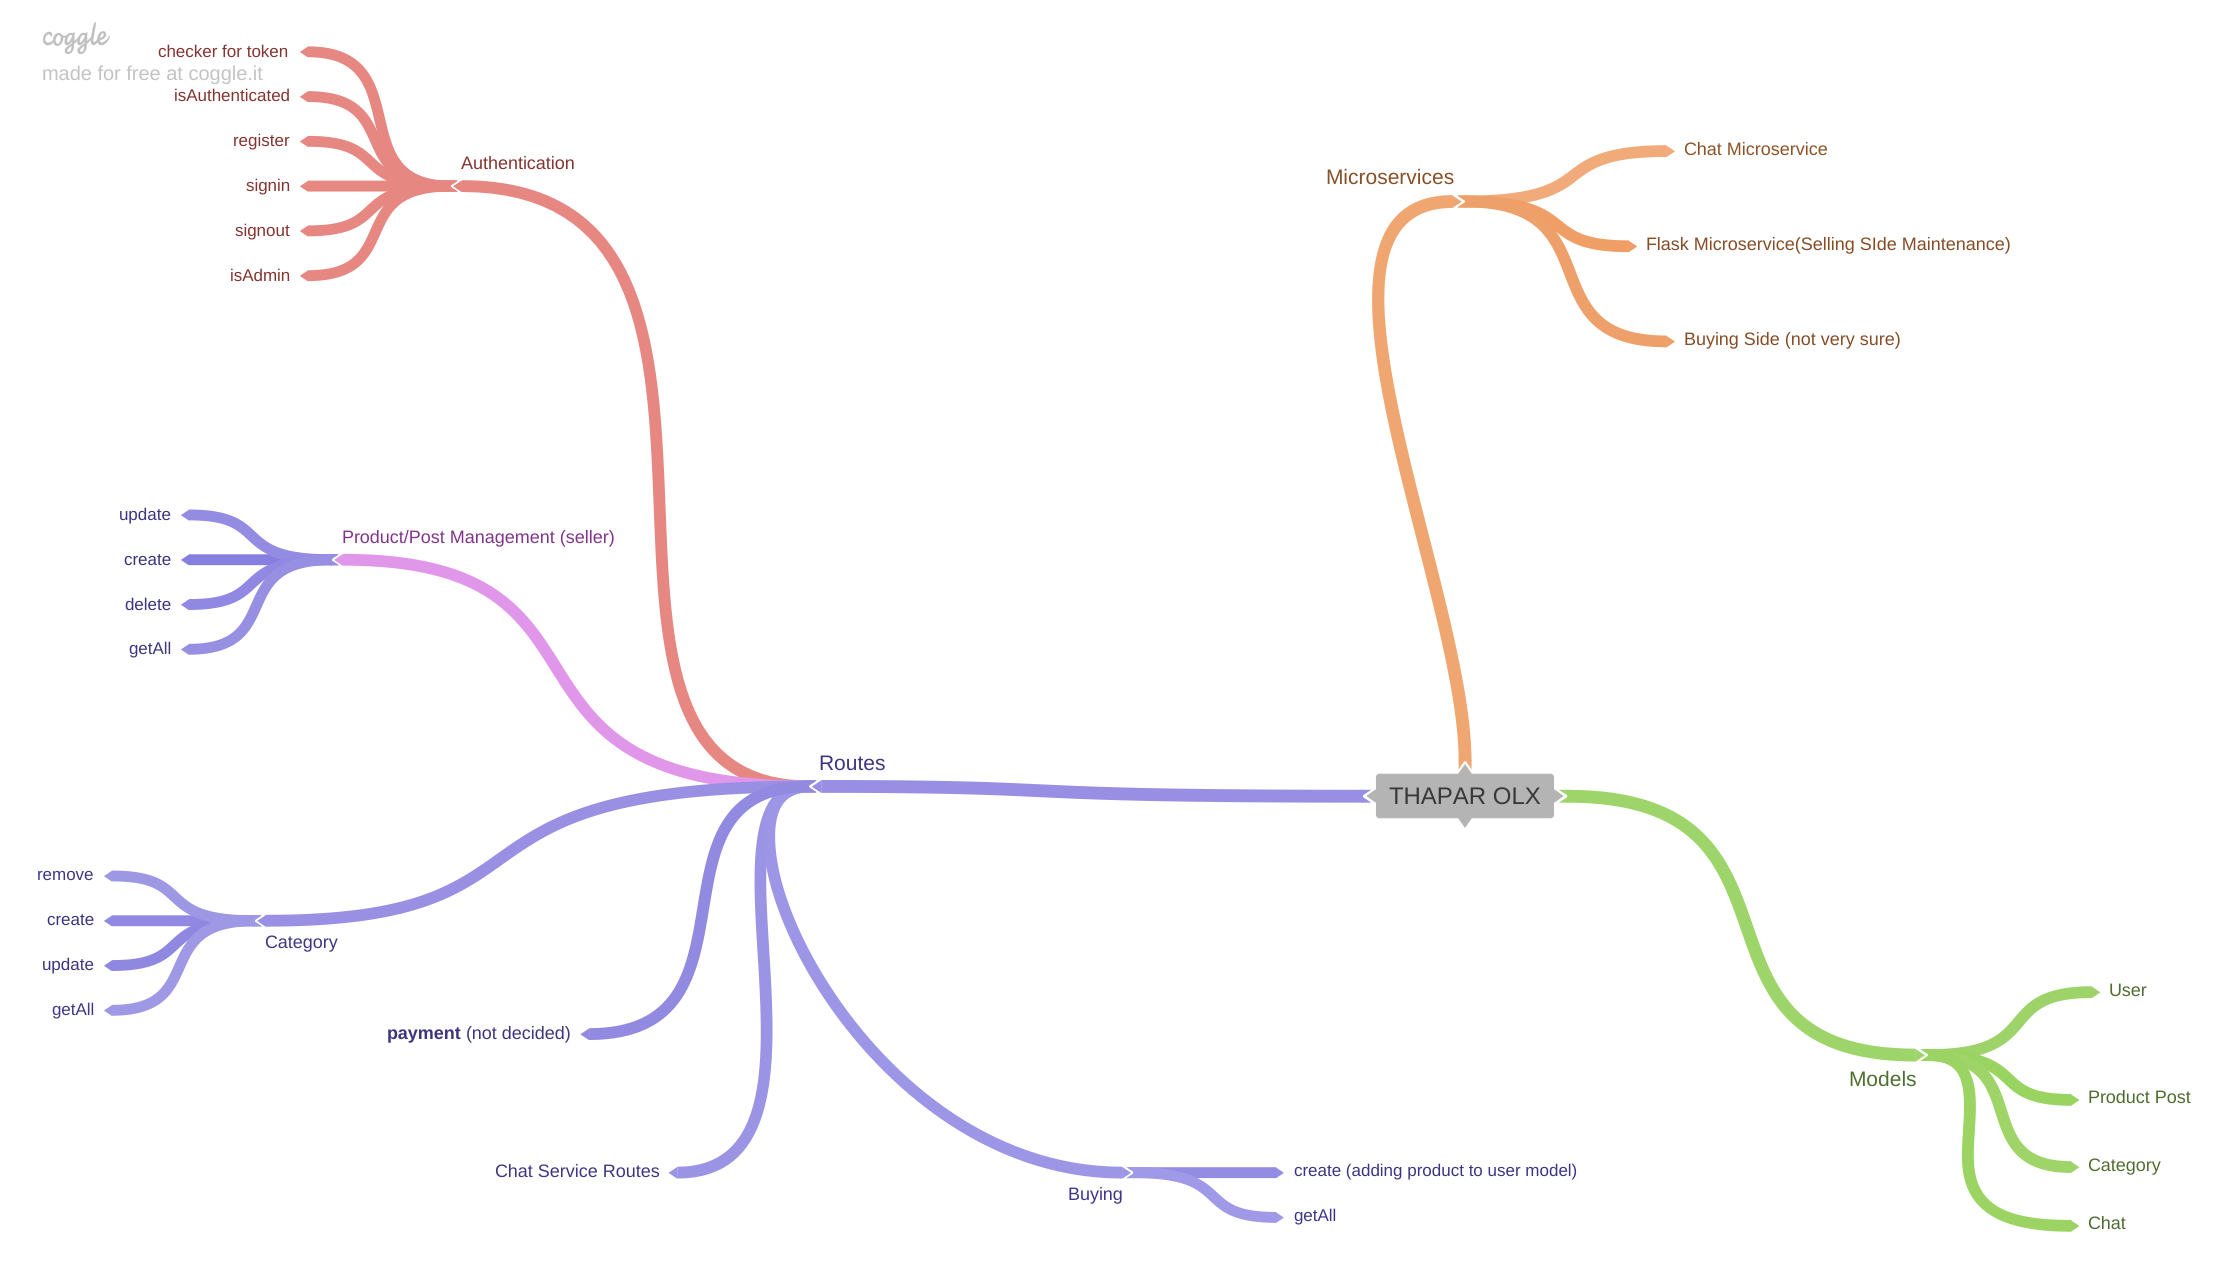 coggle
made for free at coggle.it
checker for token
isAuthenticated
register
signin
signout
isAdmin
Authentication
Microservices
Chat Microservice
Flask Microservice(Selling SIde Maintenance)
Buying Side (not very sure)
update
create
delete
getAll
Product/Post Management (seller)
Routes
THAPAR OLX
remove
create
update
getAll
Category
payment (not decided)
Chat Service Routes
Buying
create (adding product to user model)
getAll
Models
User
Product Post
Category
Chat